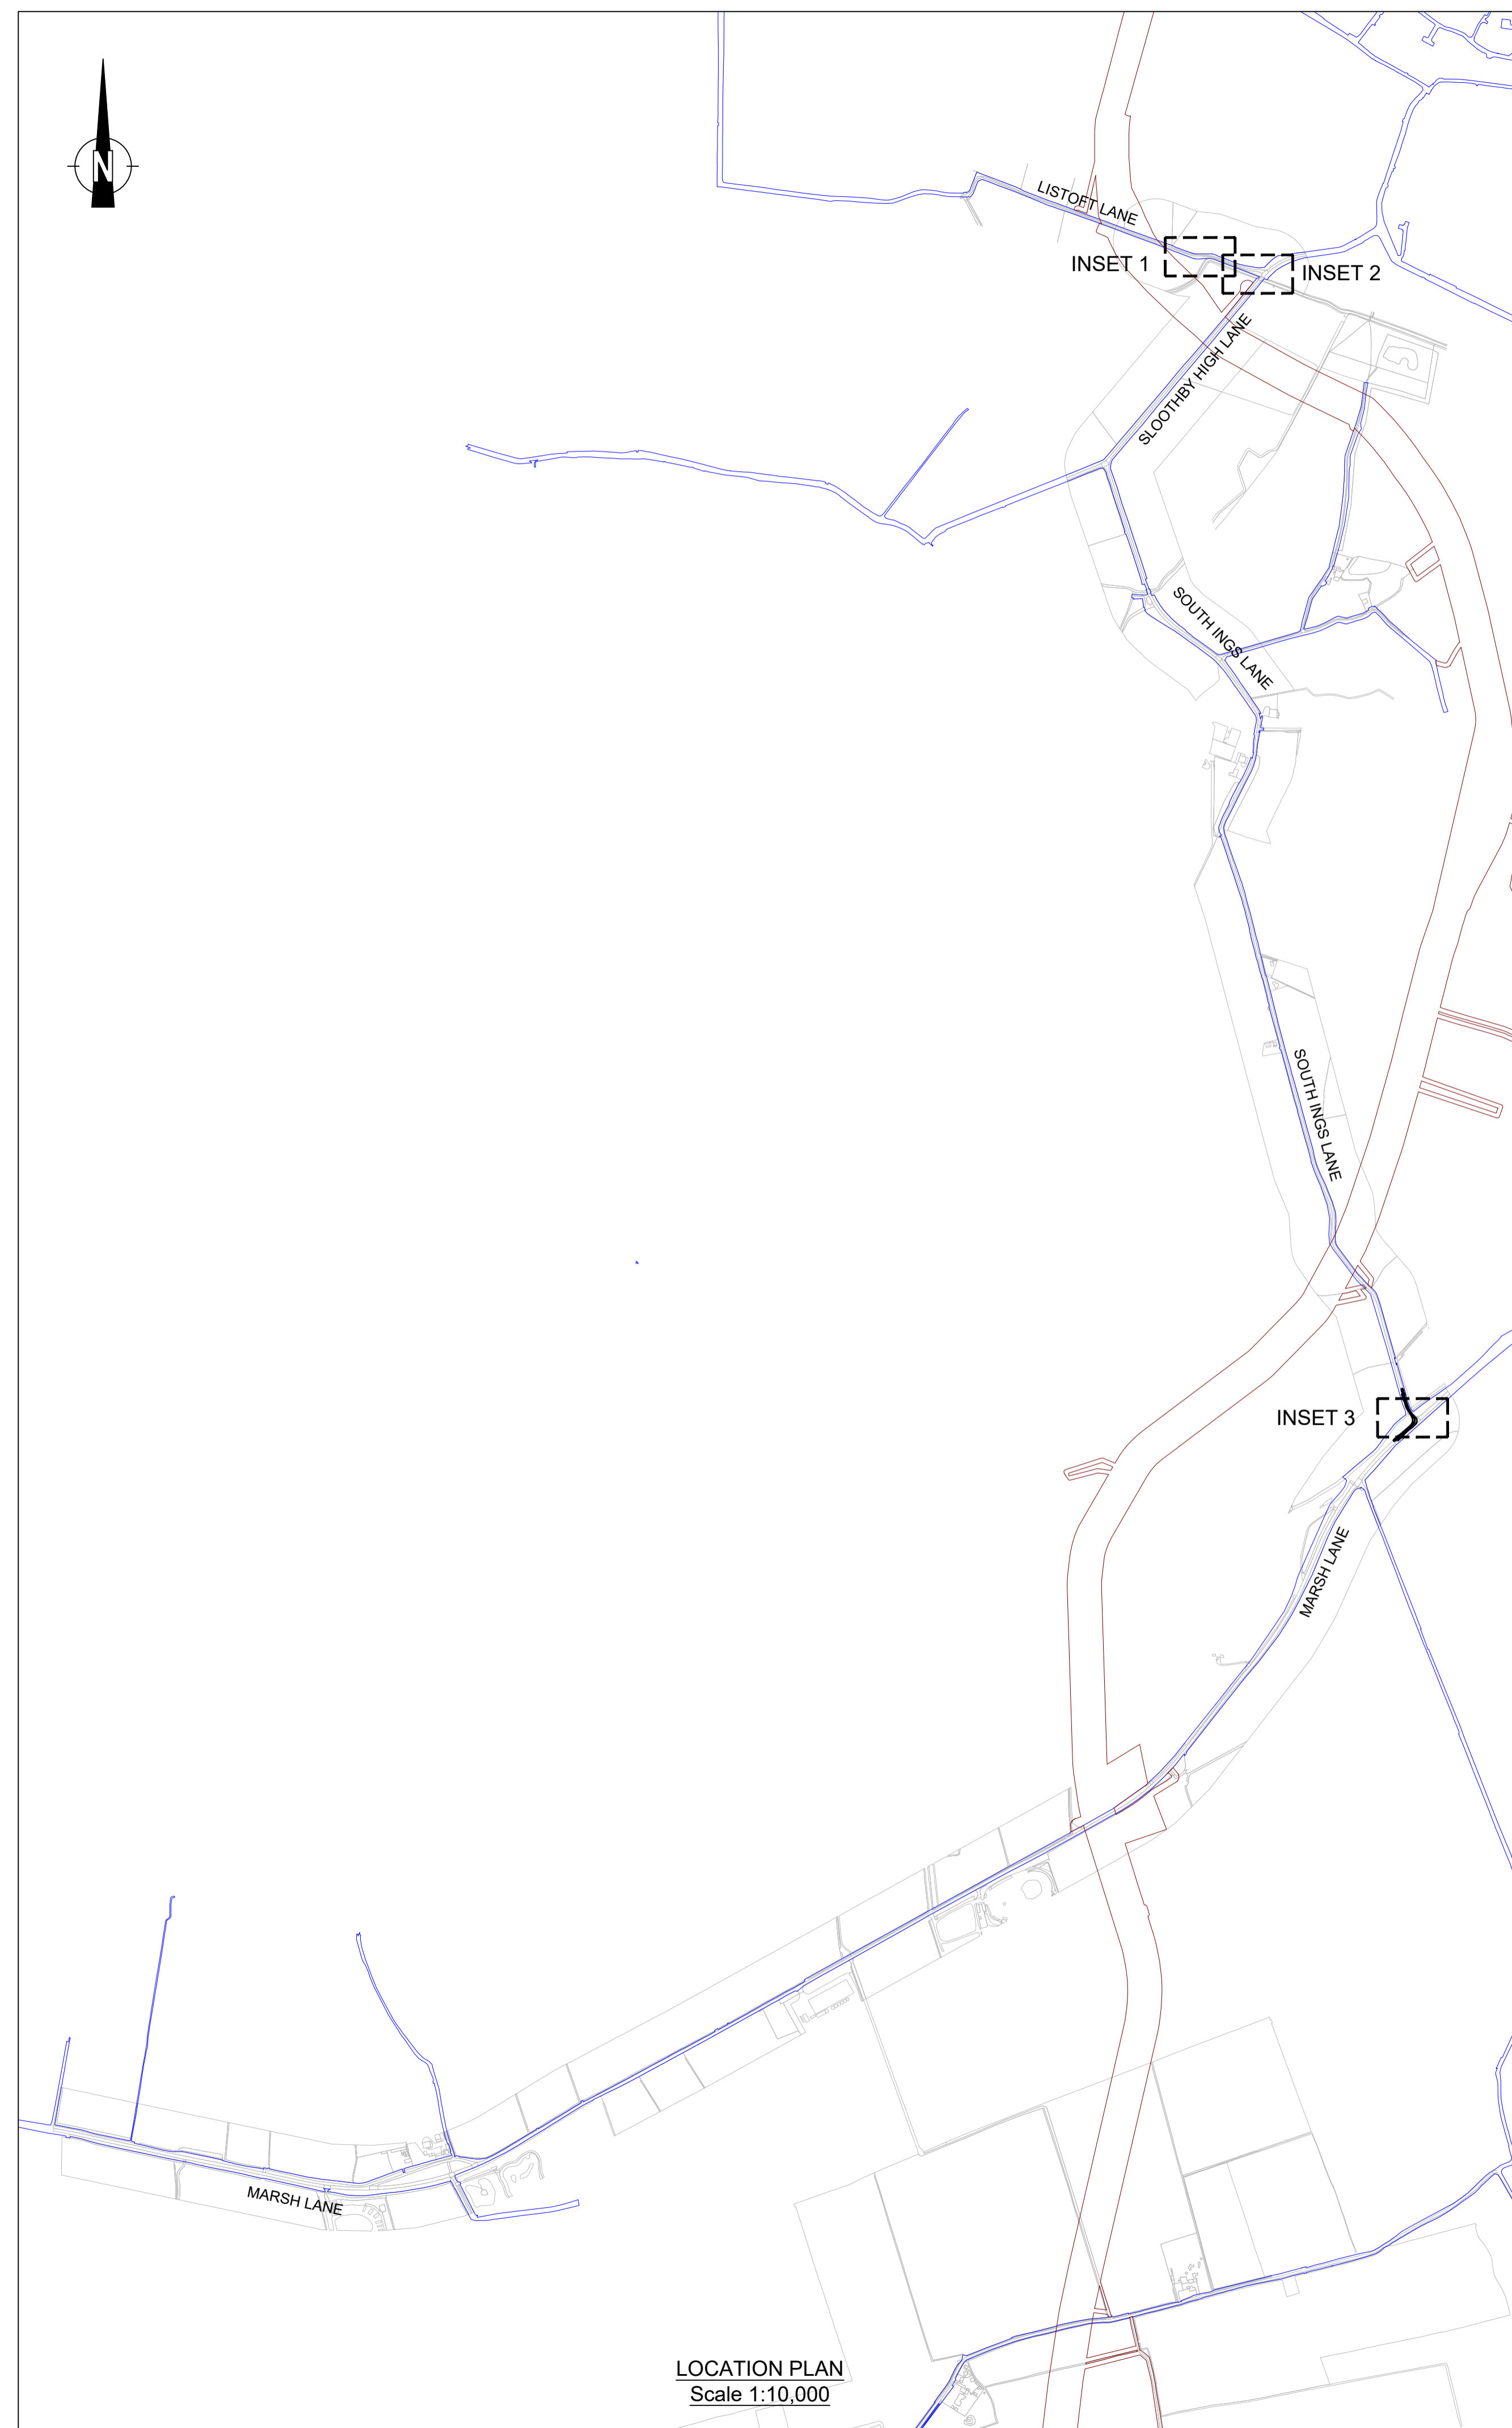 N
LISTOFT LANE
INSET 1
INSET 2
SLOOTHBY HIGH LANE
SOUTH INGS LANE
SOUTH INGS LANE
INSET 3
MARSH LANE
MARSH LANE
LOCATION PLAN
Scale 1:10,000